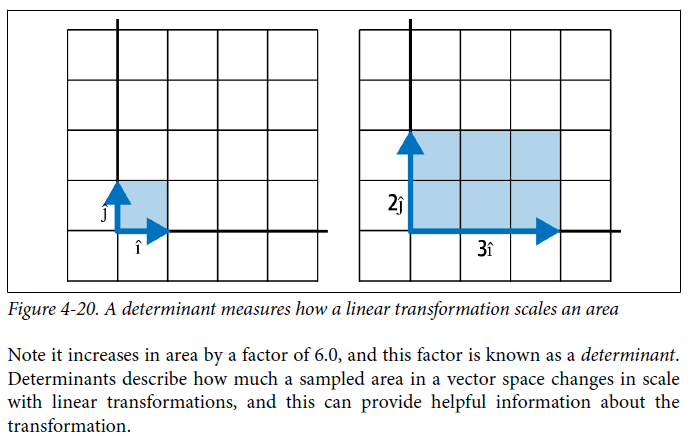 ĵ
î
2ĵ
3î
Figure 4-20. A determinant measures how a linear transformation scales an area
Note it increases in area by a factor of 6.0, and this factor is known as a determinant.
Determinants describe how much a sampled area in a vector space changes in scale
with linear transformations, and this can provide helpful information about the
transformation.